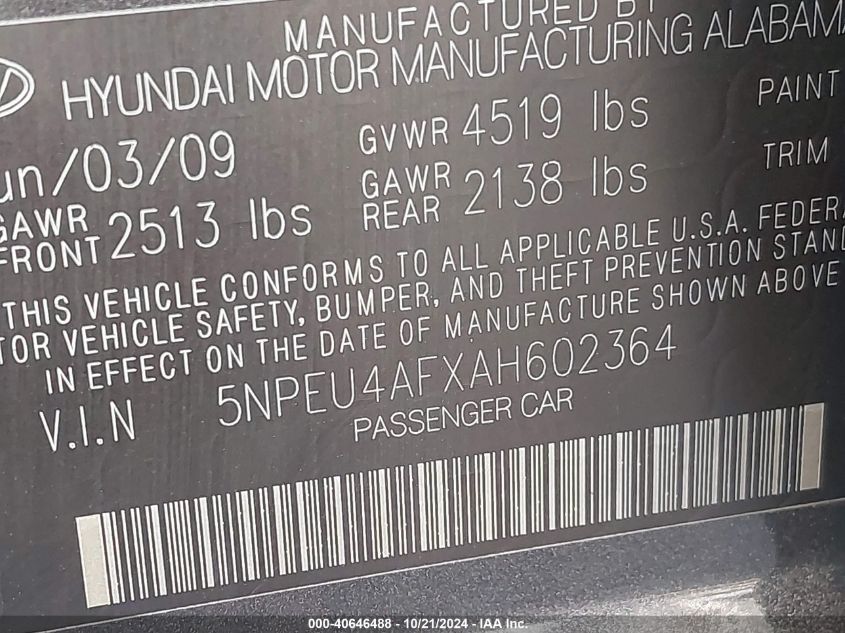 MANUFACTURED BY
HYUNDAI MOTOR MANUFACTURING ALABAMA
un/03/09 GVWR 4519 lbs PAINT
GAWR FRONT 2513 lbs GAWR REAR 2138 lbs TRIM
THIS VEHICLE CONFORMS TO ALL APPLICABLE U.S.A. FEDERA
TOR VEHICLE SAFETY, BUMPER, AND THEFT PREVENTION STAND
IN EFFECT ON THE DATE OF MANUFACTURE SHOWN ABOVE
V.I.N 5NPEU4AFXAH602364
PASSENGER CAR
000-40646488 - 10/21/2024 - IAA Inc.